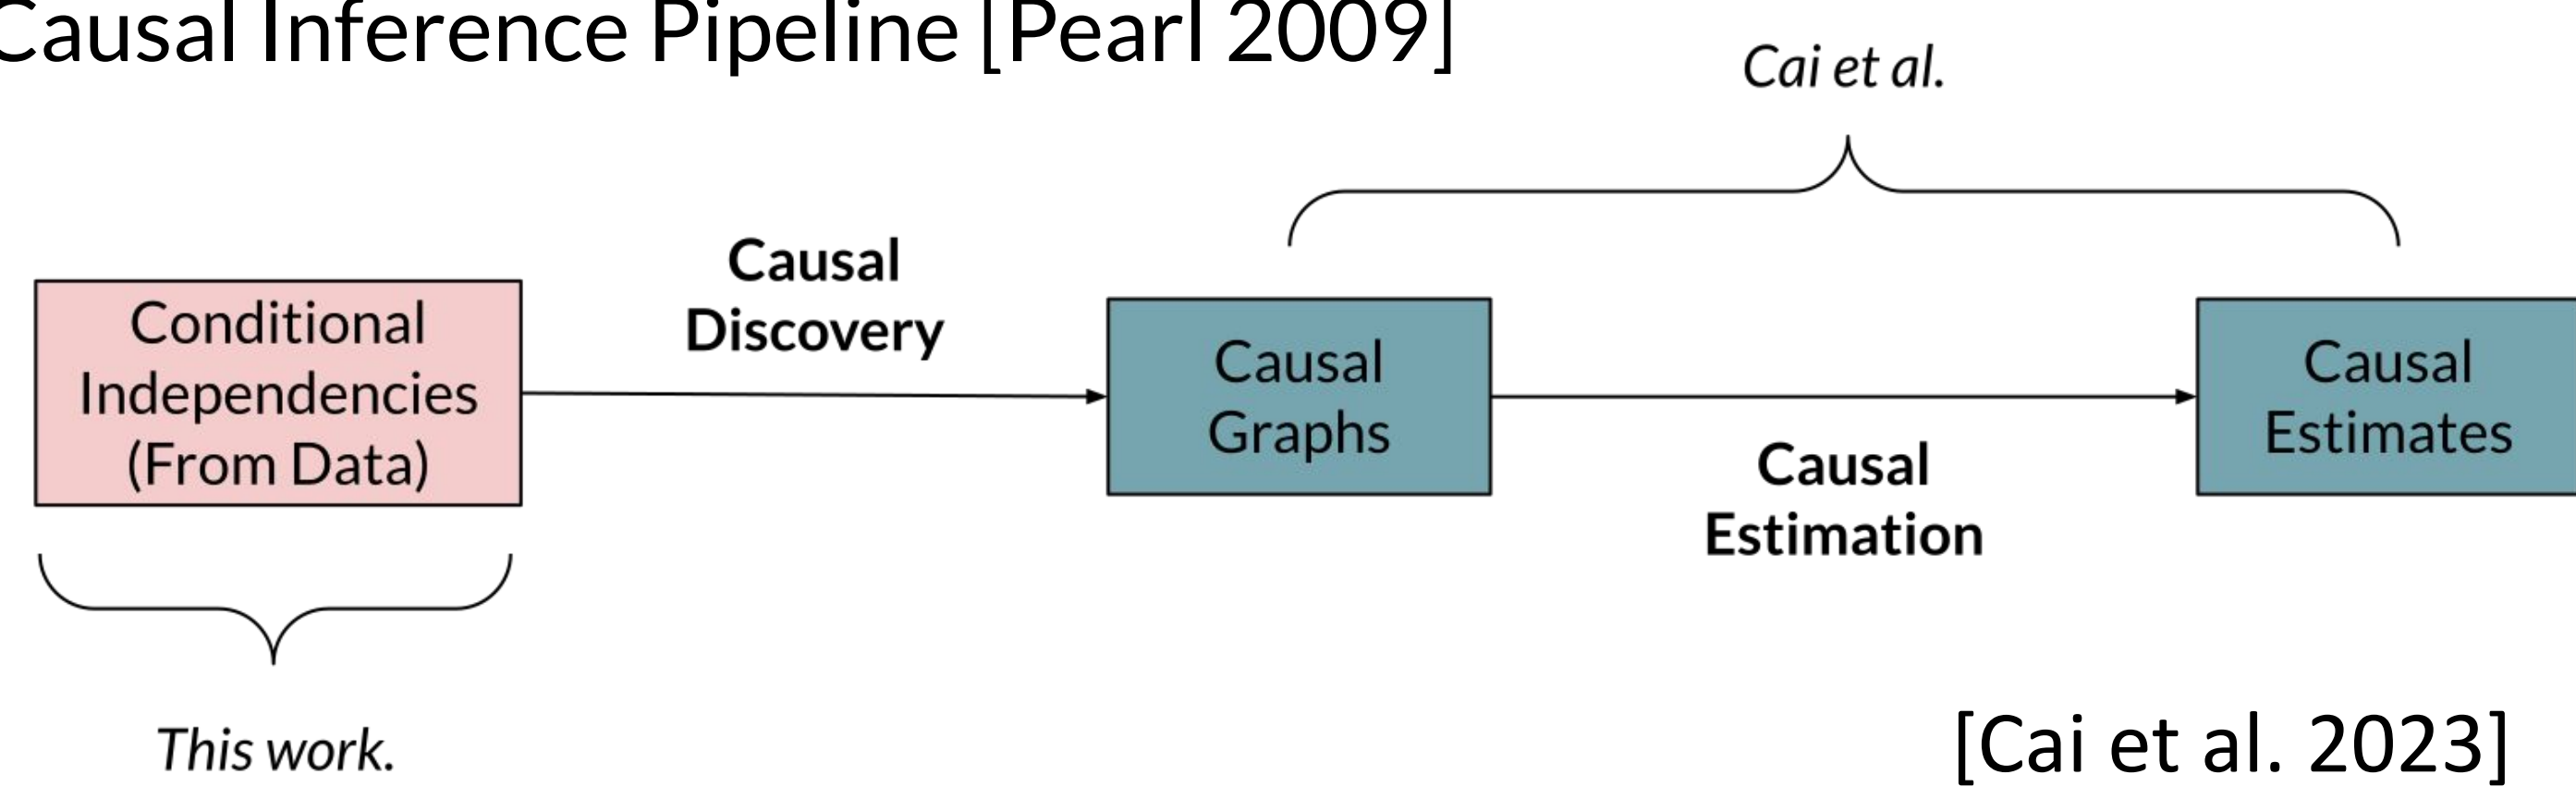 Causal Inference Pipeline [Pearl 2009]
Cai et al.
Causal
Discovery
Conditional
Independencies
(From Data)
Causal
Graphs
Causal
Estimates
Causal
Estimation
This work.
[Cai et al. 2023]